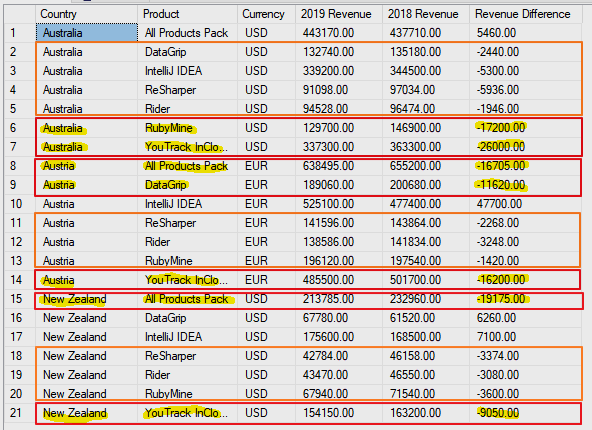 Country Product Currency 2019 Revenue 2018 Revenue Revenue Difference
1 Australia All Products Pack USD 443170.00 437710.00 5460.00
2 Australia DataGrip USD 132740.00 135180.00 -2440.00
3 Australia IntelliJ IDEA USD 339200.00 344500.00 -5300.00
4 Australia ReSharper USD 91098.00 97034.00 -5936.00
5 Australia Rider USD 94528.00 96474.00 -1946.00
6 Australia RubyMine USD 129700.00 146900.00 -17200.00
7 Australia YouTrack InClo... USD 337300.00 363300.00 -26000.00
8 Austria All Products Pack EUR 638495.00 655200.00 -16705.00
9 Austria DataGrip EUR 189060.00 200680.00 -11620.00
10 Austria IntelliJ IDEA EUR 525100.00 477400.00 47700.00
11 Austria ReSharper EUR 141596.00 143864.00 -2268.00
12 Austria Rider EUR 138586.00 141834.00 -3248.00
13 Austria RubyMine EUR 196120.00 197540.00 -1420.00
14 Austria YouTrack InClo... EUR 485500.00 501700.00 -16200.00
15 New Zealand All Products Pack USD 213785.00 232960.00 -19175.00
16 New Zealand DataGrip USD 67780.00 61520.00 6260.00
17 New Zealand IntelliJ IDEA USD 175600.00 168500.00 7100.00
18 New Zealand ReSharper USD 42784.00 46158.00 -3374.00
19 New Zealand Rider USD 43470.00 46550.00 -3080.00
20 New Zealand RubyMine USD 67940.00 71540.00 -3600.00
21 New Zealand YouTrack InClo... USD 154150.00 163200.00 -9050.00